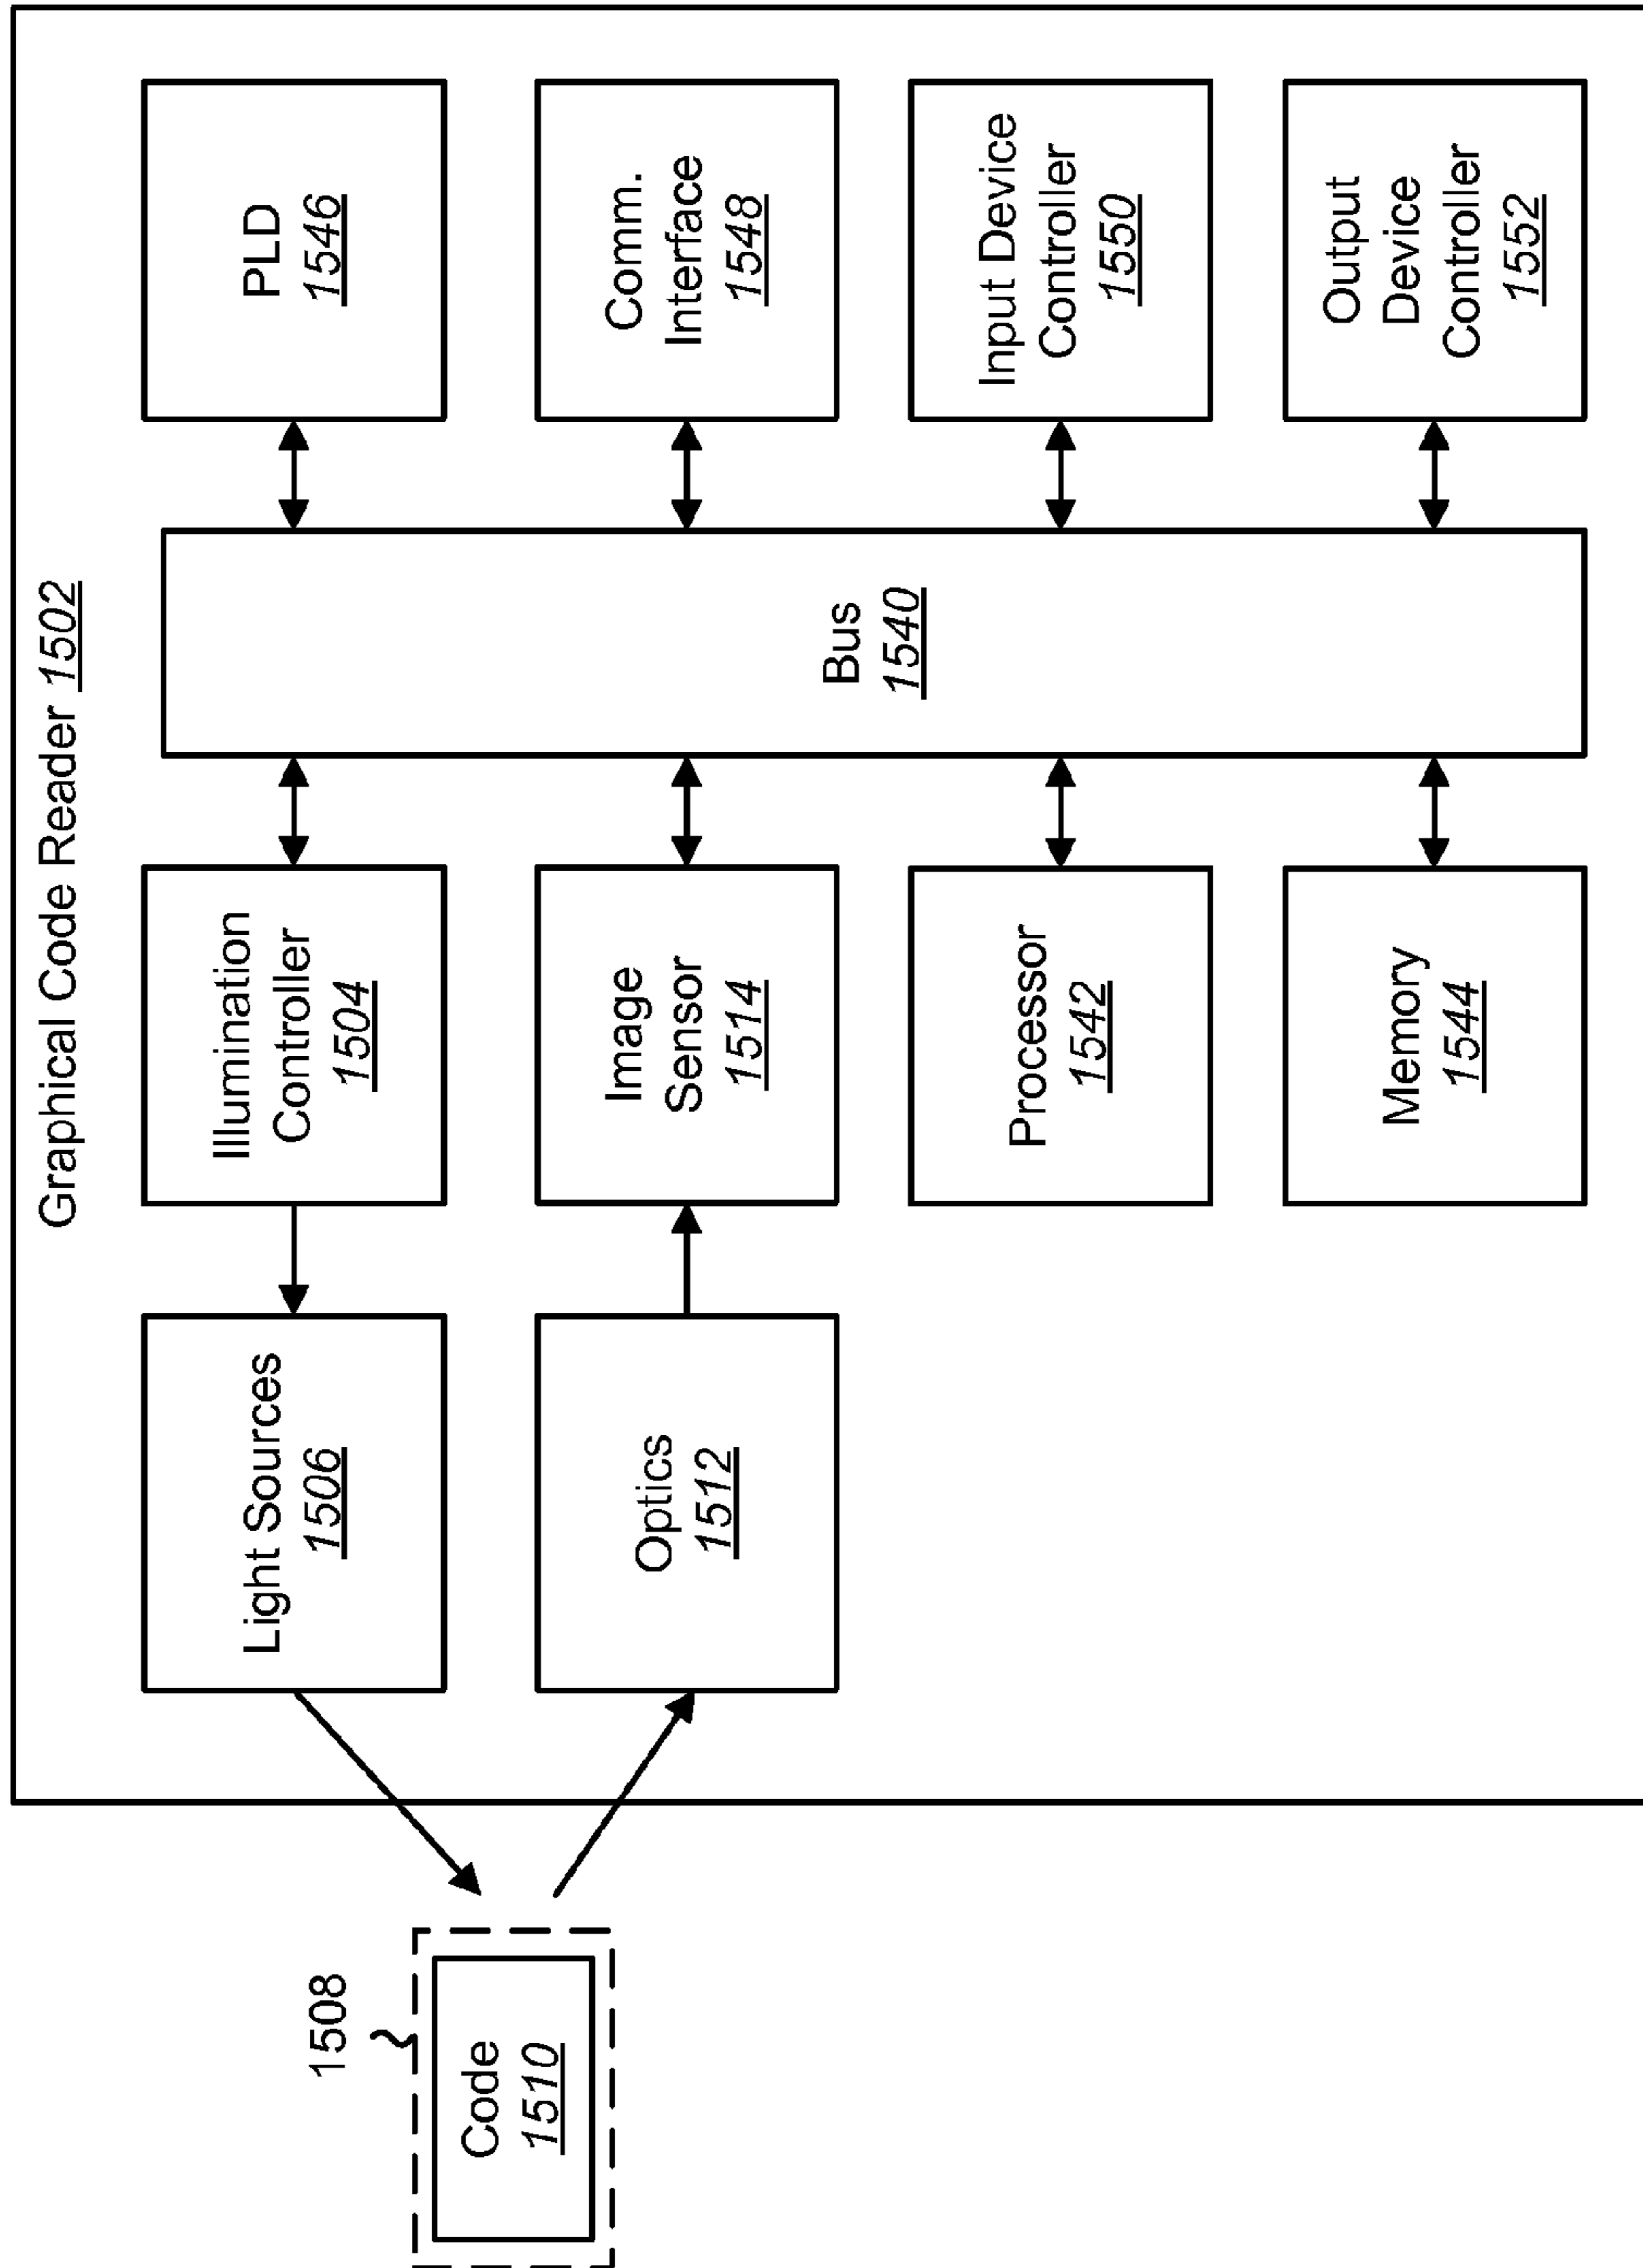 Graphical Code Reader 1502
1508
Code
1510
Light Sources
1506
Illumination
Controller
1504
PLD
1546
Optics
1512
Image
Sensor
1514
Bus
1540
Comm.
Interface
1548
Processor
1542
Input Device
Controller
1550
Memory
1544
Output
Device
Controller
1552